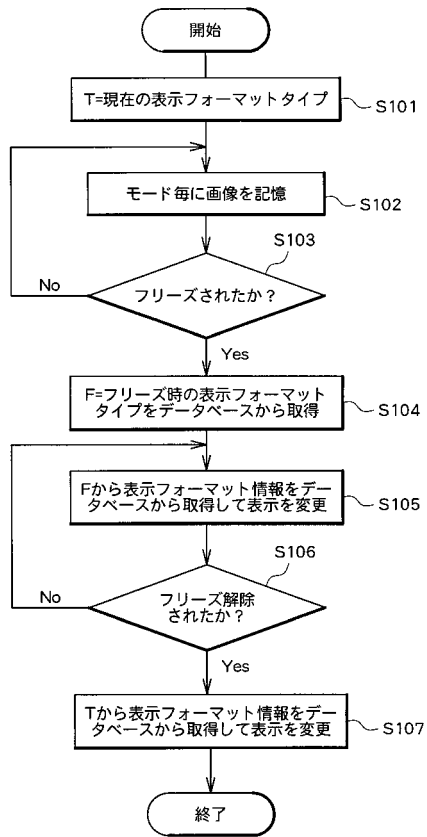 開始
T=現在の表示フォーマットタイプ
S101
モード毎に画像を記憶
S102
S103
フリーズされたか？
No
Yes
F=フリーズ時の表示フォーマット
タイプをデータベースから取得
S104
Fから表示フォーマット情報をデー
タベースから取得して表示を変更
S105
S106
フリーズ解除
されたか？
No
Yes
Tから表示フォーマット情報をデー
タベースから取得して表示を変更
S107
終了